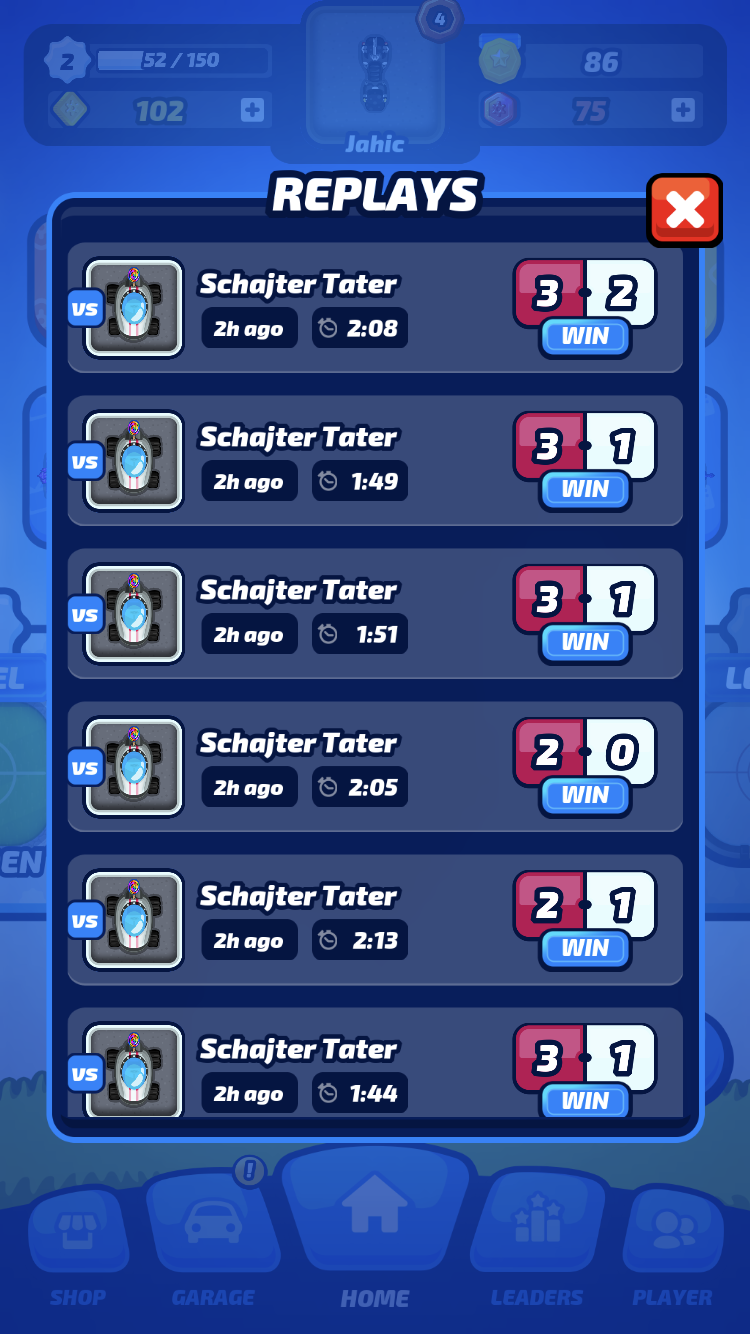 4
2
52 / 150
86
102
75
Jahic
REPLAYS
Schajter Tater
vs
2h ago
2:08
3 - 2
WIN
Schajter Tater
vs
2h ago
1:49
3 - 1
WIN
Schajter Tater
vs
2h ago
1:51
3 - 1
WIN
Schajter Tater
vs
2h ago
2:05
2 - 0
WIN
Schajter Tater
vs
2h ago
2:13
2 - 1
WIN
Schajter Tater
vs
2h ago
1:44
3 - 1
WIN
EL
EN
!
SHOP
GARAGE
HOME
LEADERS
PLAYER